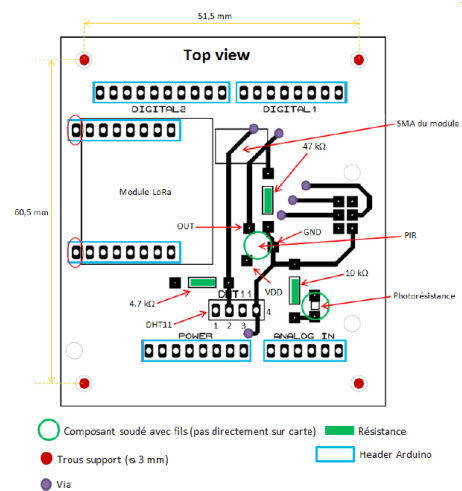 51,5 mm
Top view
DIGITAL2
DIGITAL1
SMA du module
47 kΩ
Module LoRa
60,5 mm
OUT
GND
PIR
VDD
10 kΩ
4.7 kΩ
DHT11
Photorésistance
DHT11
1 2 3 4
POWER
ANALOG IN
Composant soudé avec fils (pas directement sur carte)
Résistance
Trous support (≈ 3 mm)
Header Arduino
Via